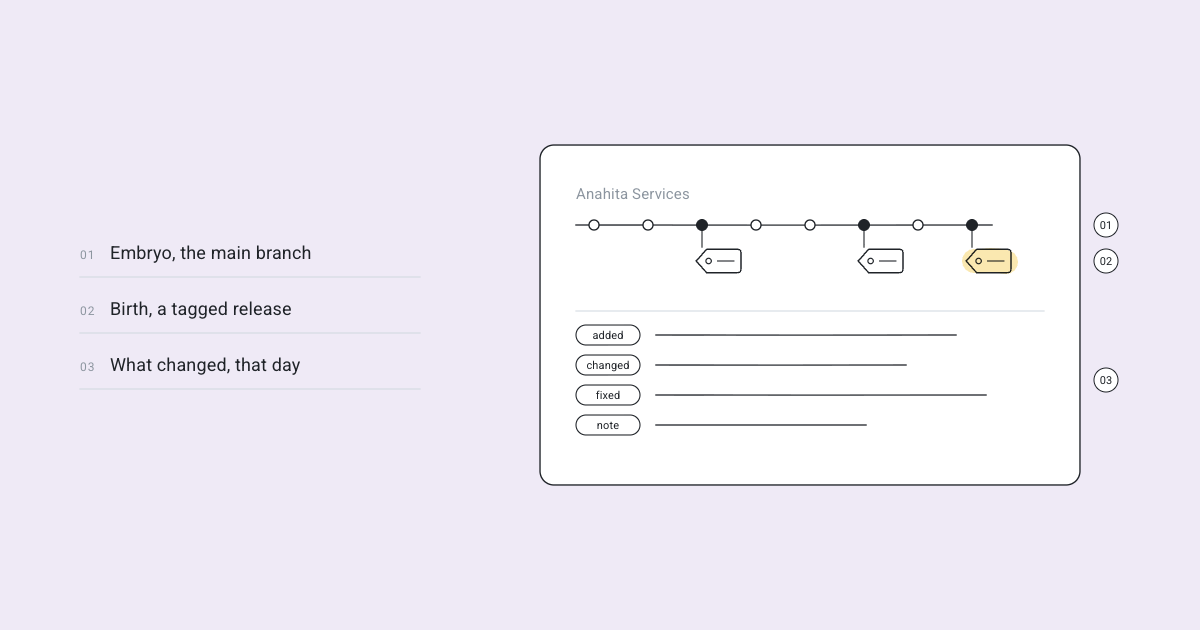 01 Embryo, the main branch
02 Birth, a tagged release
03 What changed, that day
Anahita Services
01
02
added
changed
fixed
note
03